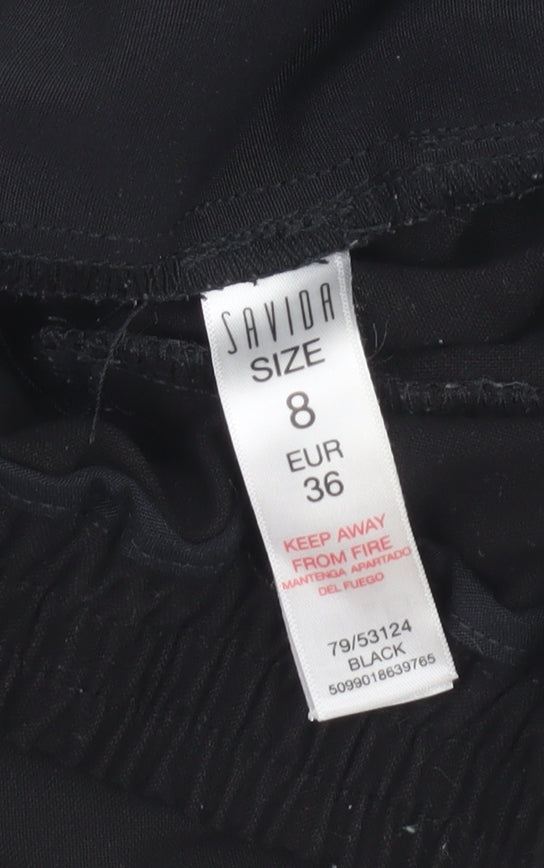 SAVIDA
SIZE
8
EUR
36
KEEP AWAY
FROM FIRE
MANTENGA APARTADO
DEL FUEGO
79/53124
BLACK
5099018639765